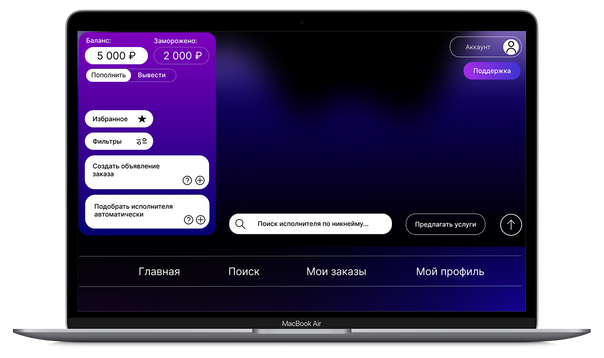 Баланс:
Заморожено:
5 000 ₽
2 000 ₽
Пополнить
Вывести
Аккаунт
Поддержка
Избранное
Фильтры
Создать объявление
заказа
Подобрать исполнителя
автоматически
Поиск исполнителя по никнейму...
Предлагать услуги
Главная
Поиск
Мои заказы
Мой профиль
MacBook Air